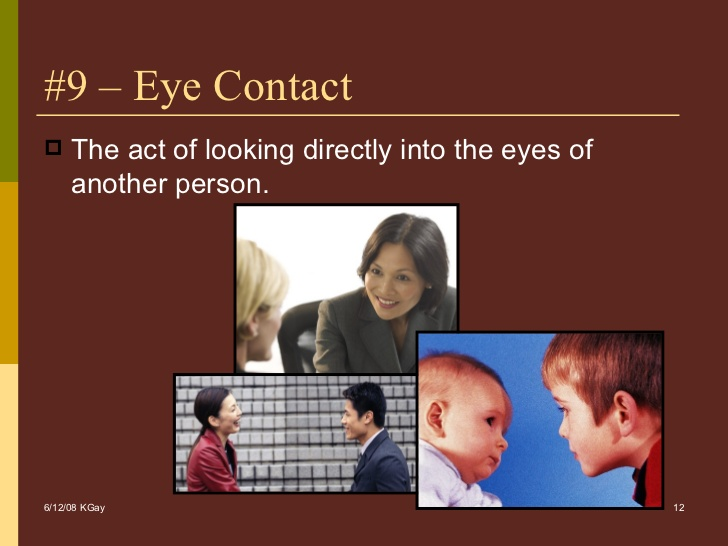 #9 – Eye Contact
The act of looking directly into the eyes of
another person.
6/12/08 KGay
12